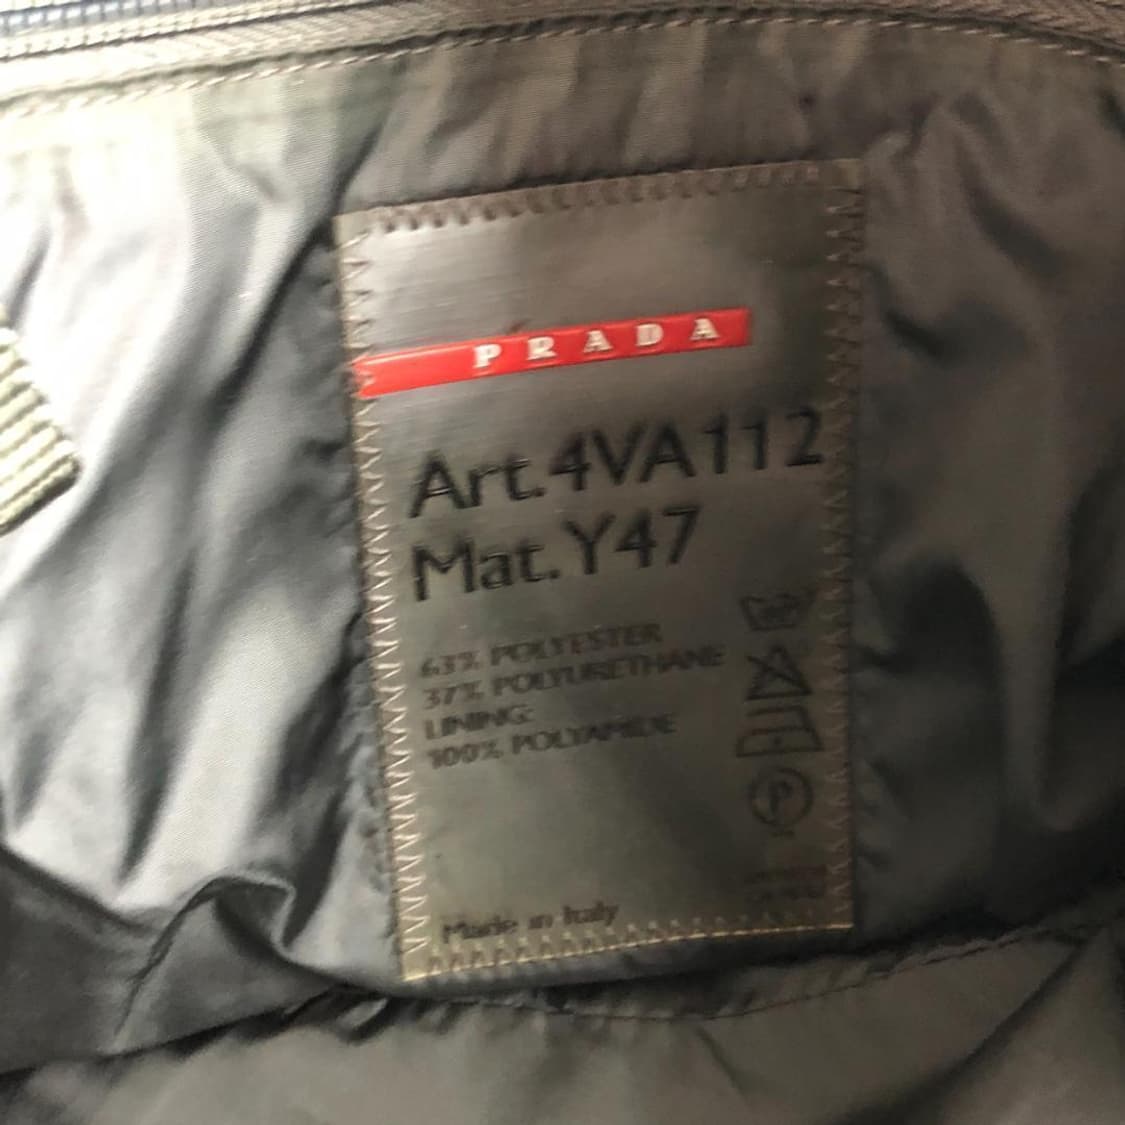 PRADA
Art.4VA112
Mat.Y47
63% POLYESTER
37% POLYURETHANE
LINING:
100% POLYAMIDE
Made in Italy